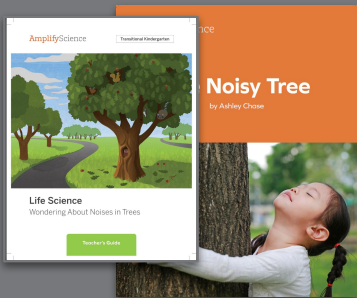 AmplifyScience
Transitional Kindergarten
Life Science
Wondering About Noises in Trees
Teacher's Guide
Noisy Tree
by Ashley Chase